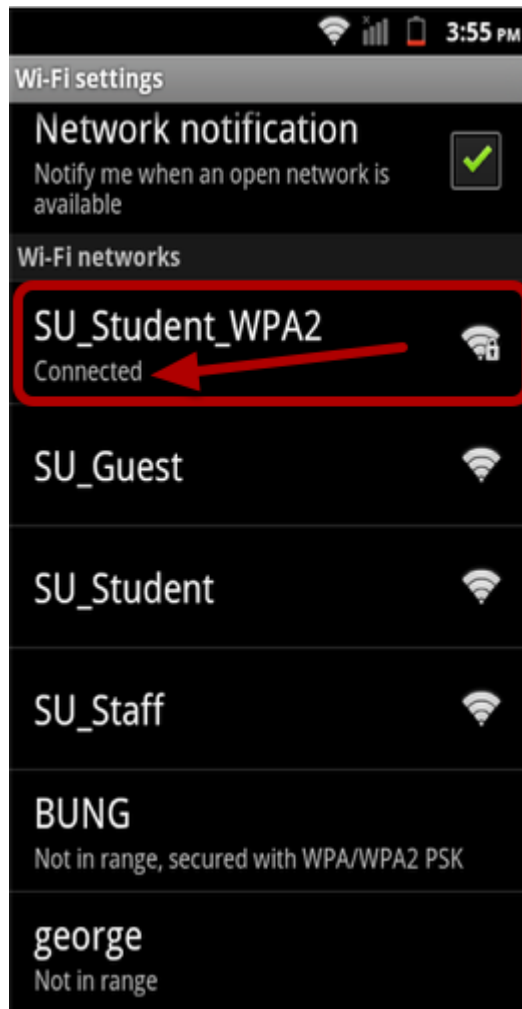 3:55 PM
Wi-Fi settings
Network notification
Notify me when an open network is
available
Wi-Fi networks
SU_Student_WPA2
Connected
SU_Guest
SU_Student
SU_Staff
BUNG
Not in range, secured with WPA/WPA2 PSK
george
Not in range